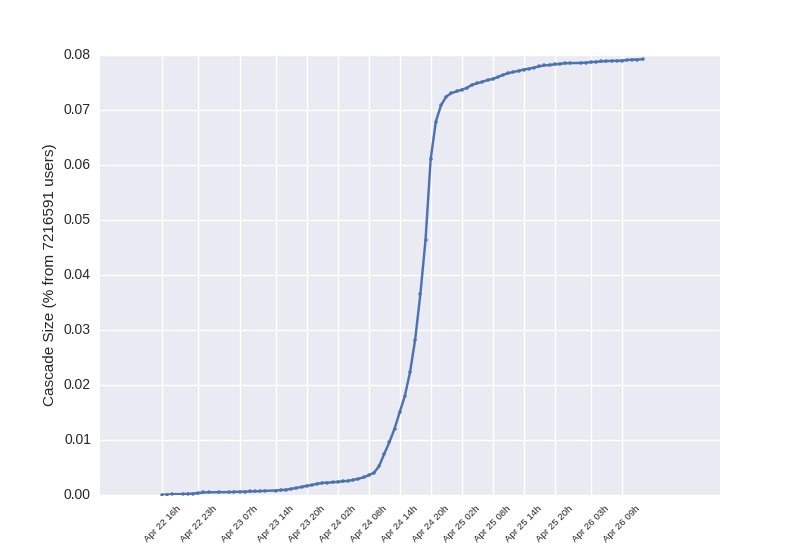 0.08
0.07
0.06
0.05
0.04
0.03
0.02
0.01
0.00
Cascade Size (% from 7216591 users)
Apr 22 16h
Apr 22 23h
Apr 23 07h
Apr 23 14h
Apr 23 20h
Apr 24 02h
Apr 24 08h
Apr 24 14h
Apr 24 20h
Apr 25 02h
Apr 25 08h
Apr 25 14h
Apr 25 20h
Apr 26 03h
Apr 26 09h